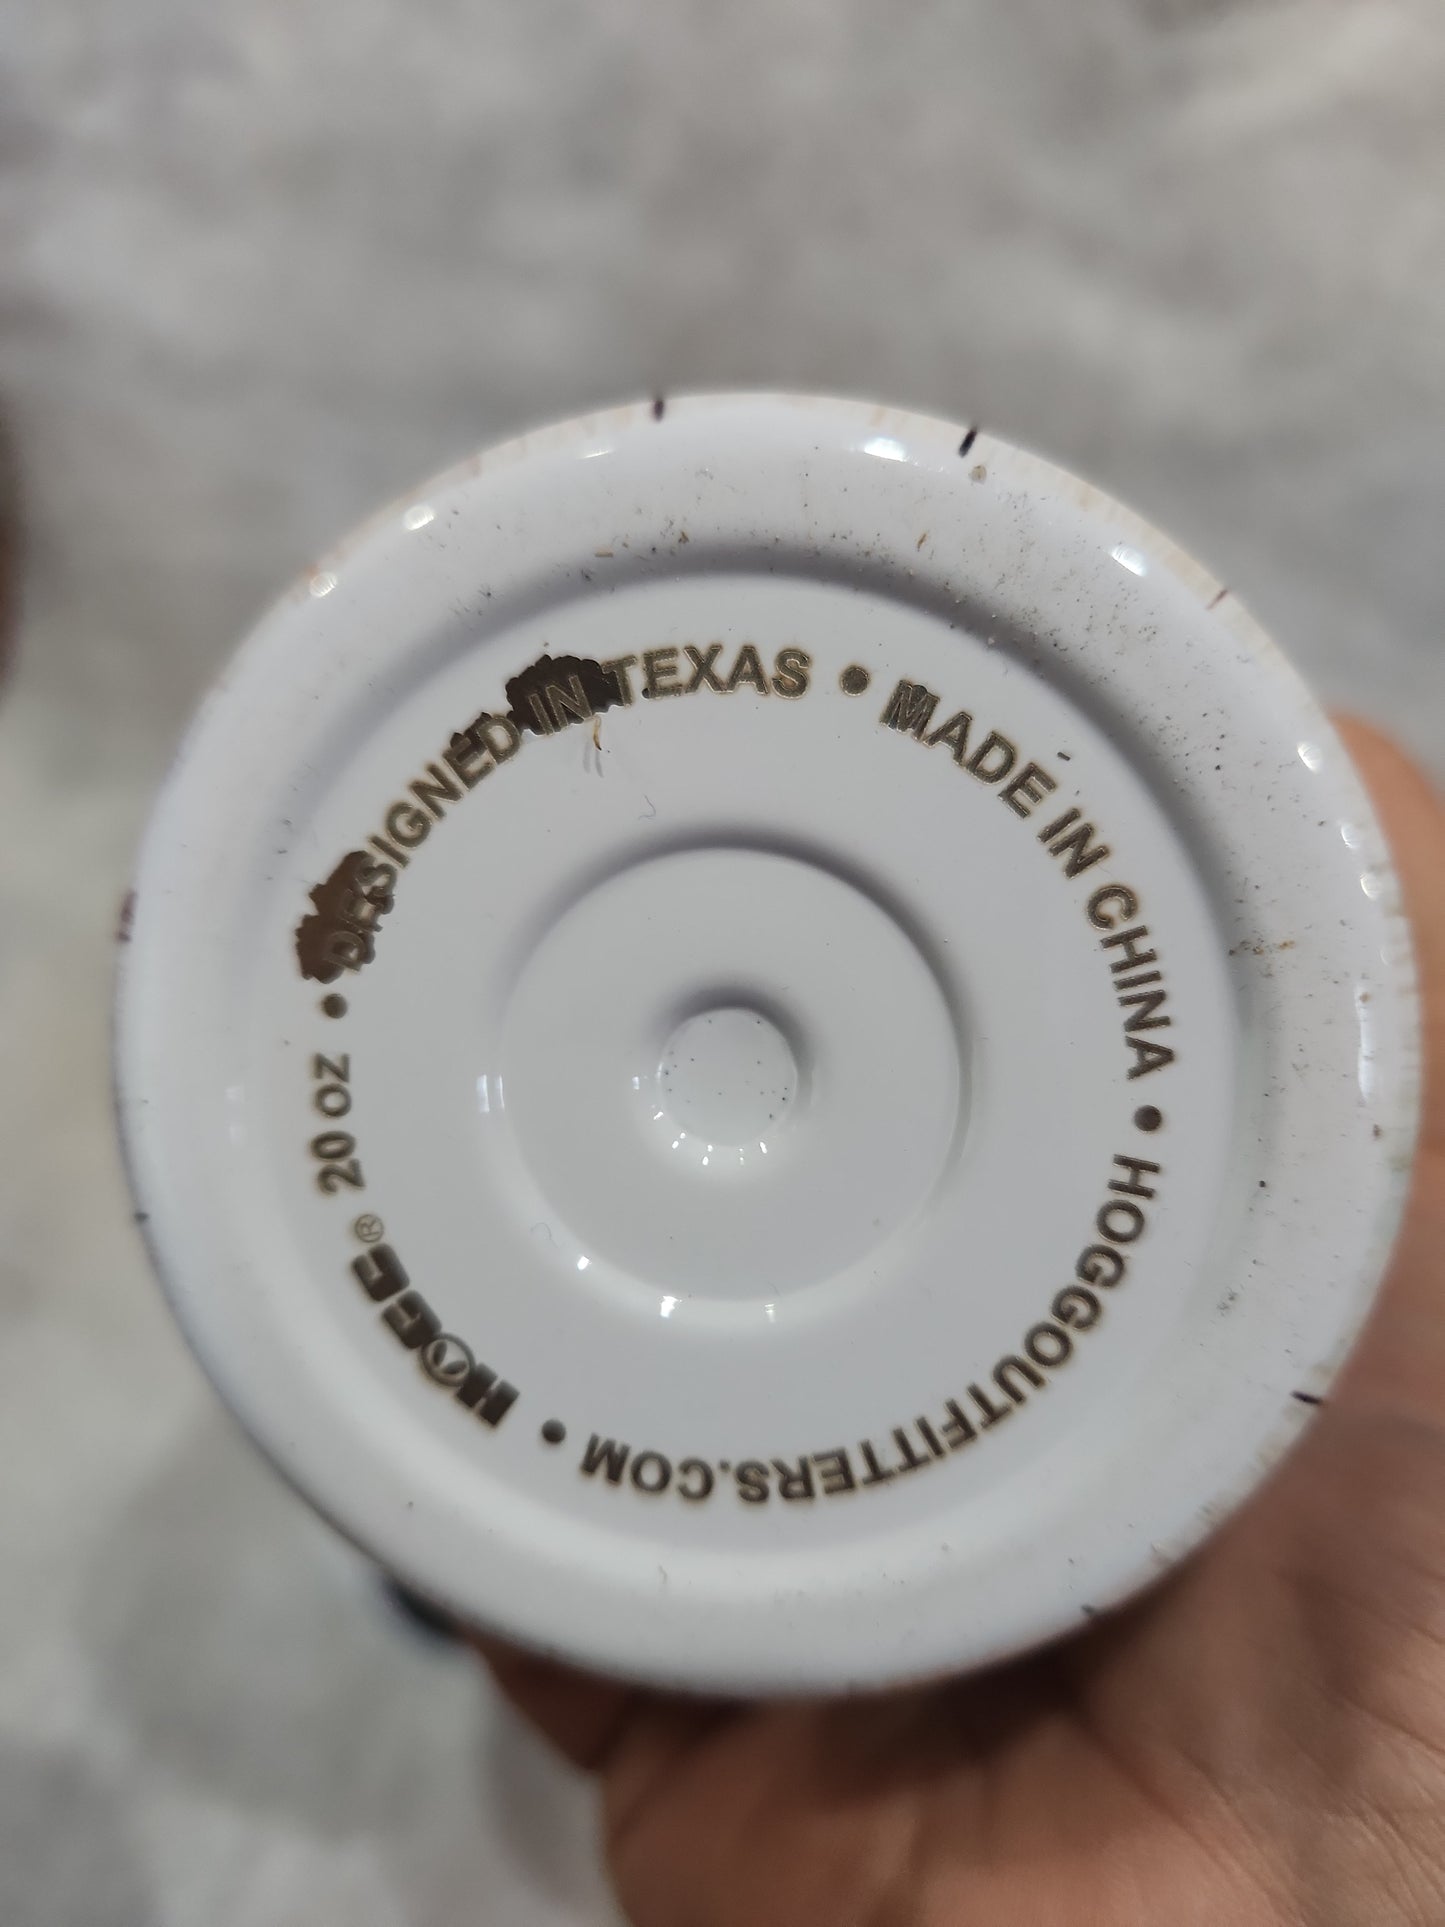 DESIGNED IN TEXAS • MADE IN CHINA • HOGGOUTFITTERS.COM • HOGG® 20 oz •